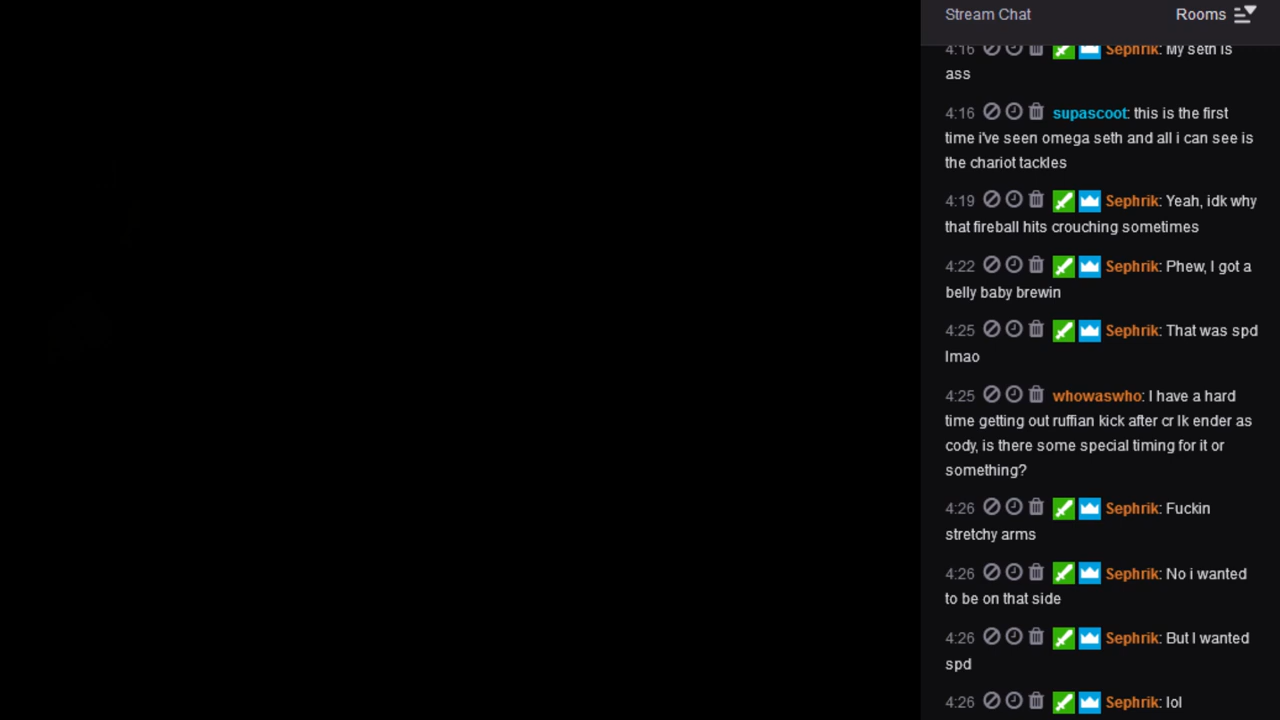 Stream Chat
Rooms
4:16 Sephrik: My seth is
ass
4:16 supascoot: this is the first
time i've seen omega seth and all i can see is
the chariot tackles
4:19 Sephrik: Yeah, idk why
that fireball hits crouching sometimes
4:22 Sephrik: Phew, I got a
belly baby brewin
4:25 Sephrik: That was spd
lmao
4:25 whowaswho: I have a hard
time getting out ruffian kick after cr lk ender as
cody, is there some special timing for it or
something?
4:26 Sephrik: Fuckin
stretchy arms
4:26 Sephrik: No i wanted
to be on that side
4:26 Sephrik: But I wanted
spd
4:26 Sephrik: lol